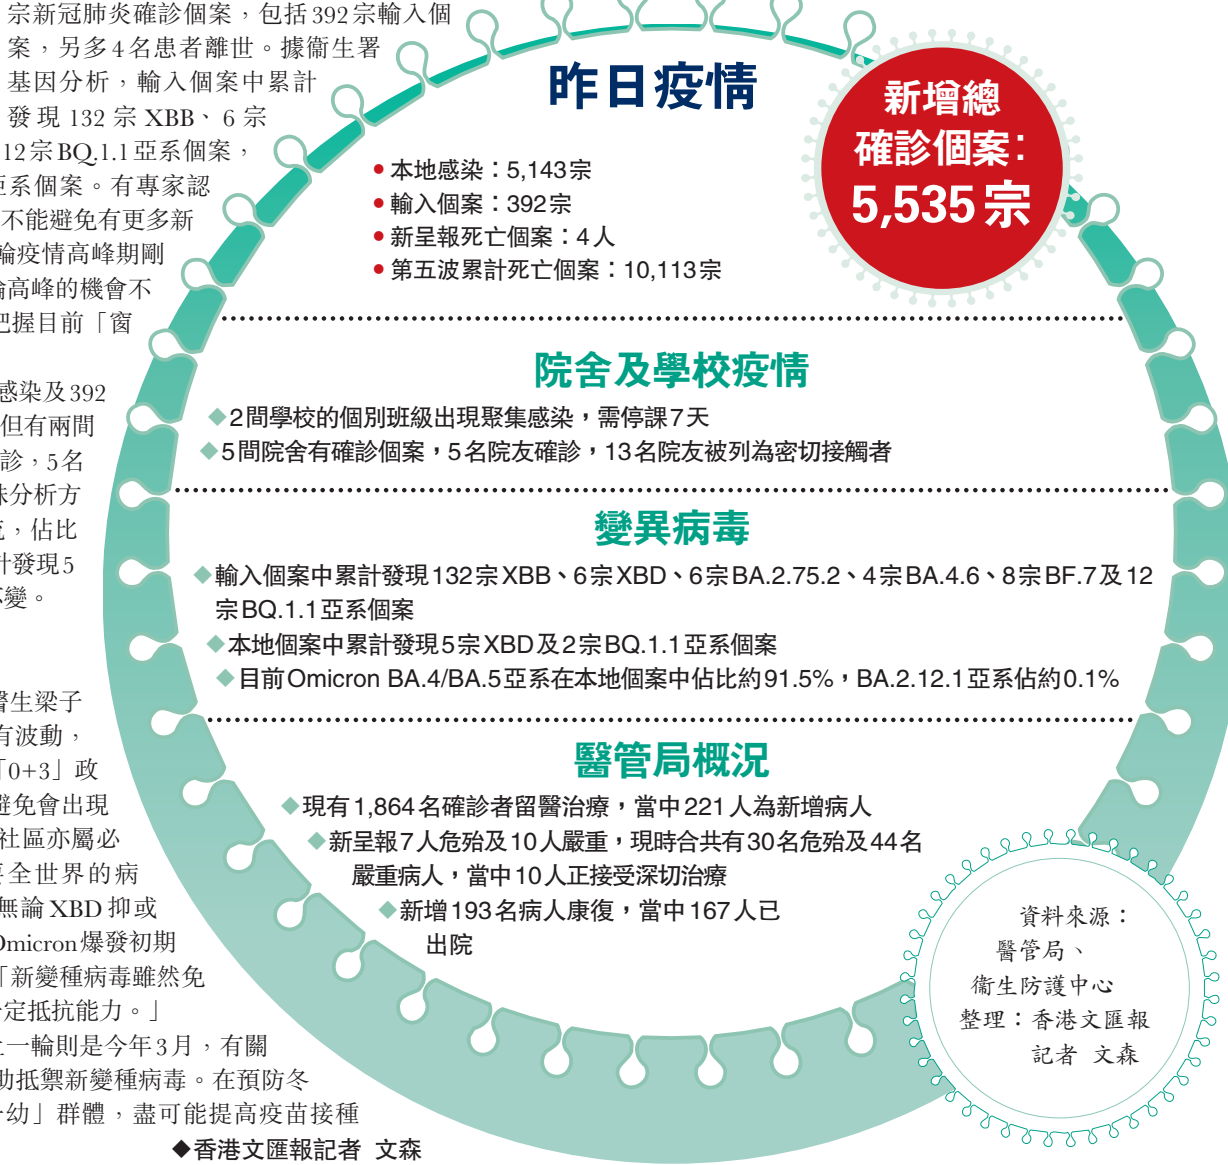 宗新冠肺炎確診個案，包括392宗輸入個
案，另多4名患者離世。據衞生署
基因分析，輸入個案中累計
發現 132 宗 XBB、6 宗
12宗BQ.1.1亞系個案，
亞系個案。有專家認
不能避免有更多新
輪疫情高峰期剛
高峰的機會不
把握目前「窗
感染及392
但有兩間
診，5名
分析方
，佔比
計發現5
不變。
醫生梁子
有波動，
「0+3」政
避免會出現
社區亦屬必
全世界的病
無論XBD抑或
Omicron爆發初期
「新變種病毒雖然免
定抵抗能力。」
上一輪則是今年3月，有關
助抵禦新變種病毒。在預防冬
幼」群體，盡可能提高疫苗接種
◆香港文匯報記者 文森
昨日疫情
新增總
確診個案：
5,535宗
•本地感染：5,143宗
•輸入個案：392宗
•新呈報死亡個案：4人
•第五波累計死亡個案：10,113宗
院舍及學校疫情
◆2間學校的個別班級出現聚集感染，需停課7天
◆5間院舍有確診個案，5名院友確診，13名院友被列為密切接觸者
變異病毒
◆輸入個案中累計發現132宗XBB、6宗XBD、6宗BA.2.75.2、4宗BA.4.6、8宗BF.7及12
宗BQ.1.1亞系個案
◆本地個案中累計發現5宗XBD及2宗BQ.1.1亞系個案
◆目前Omicron BA.4/BA.5亞系在本地個案中佔比約91.5%，BA.2.12.1亞系佔約0.1%
醫管局概況
◆現有1,864名確診者留醫治療，當中221人為新增病人
◆新呈報7人危殆及10人嚴重，現時合共有30名危殆及44名
嚴重病人，當中10人正接受深切治療
◆新增193名病人康復，當中167人已
出院
資料來源：
醫管局、
衞生防護中心
整理：香港文匯報
記者 文森